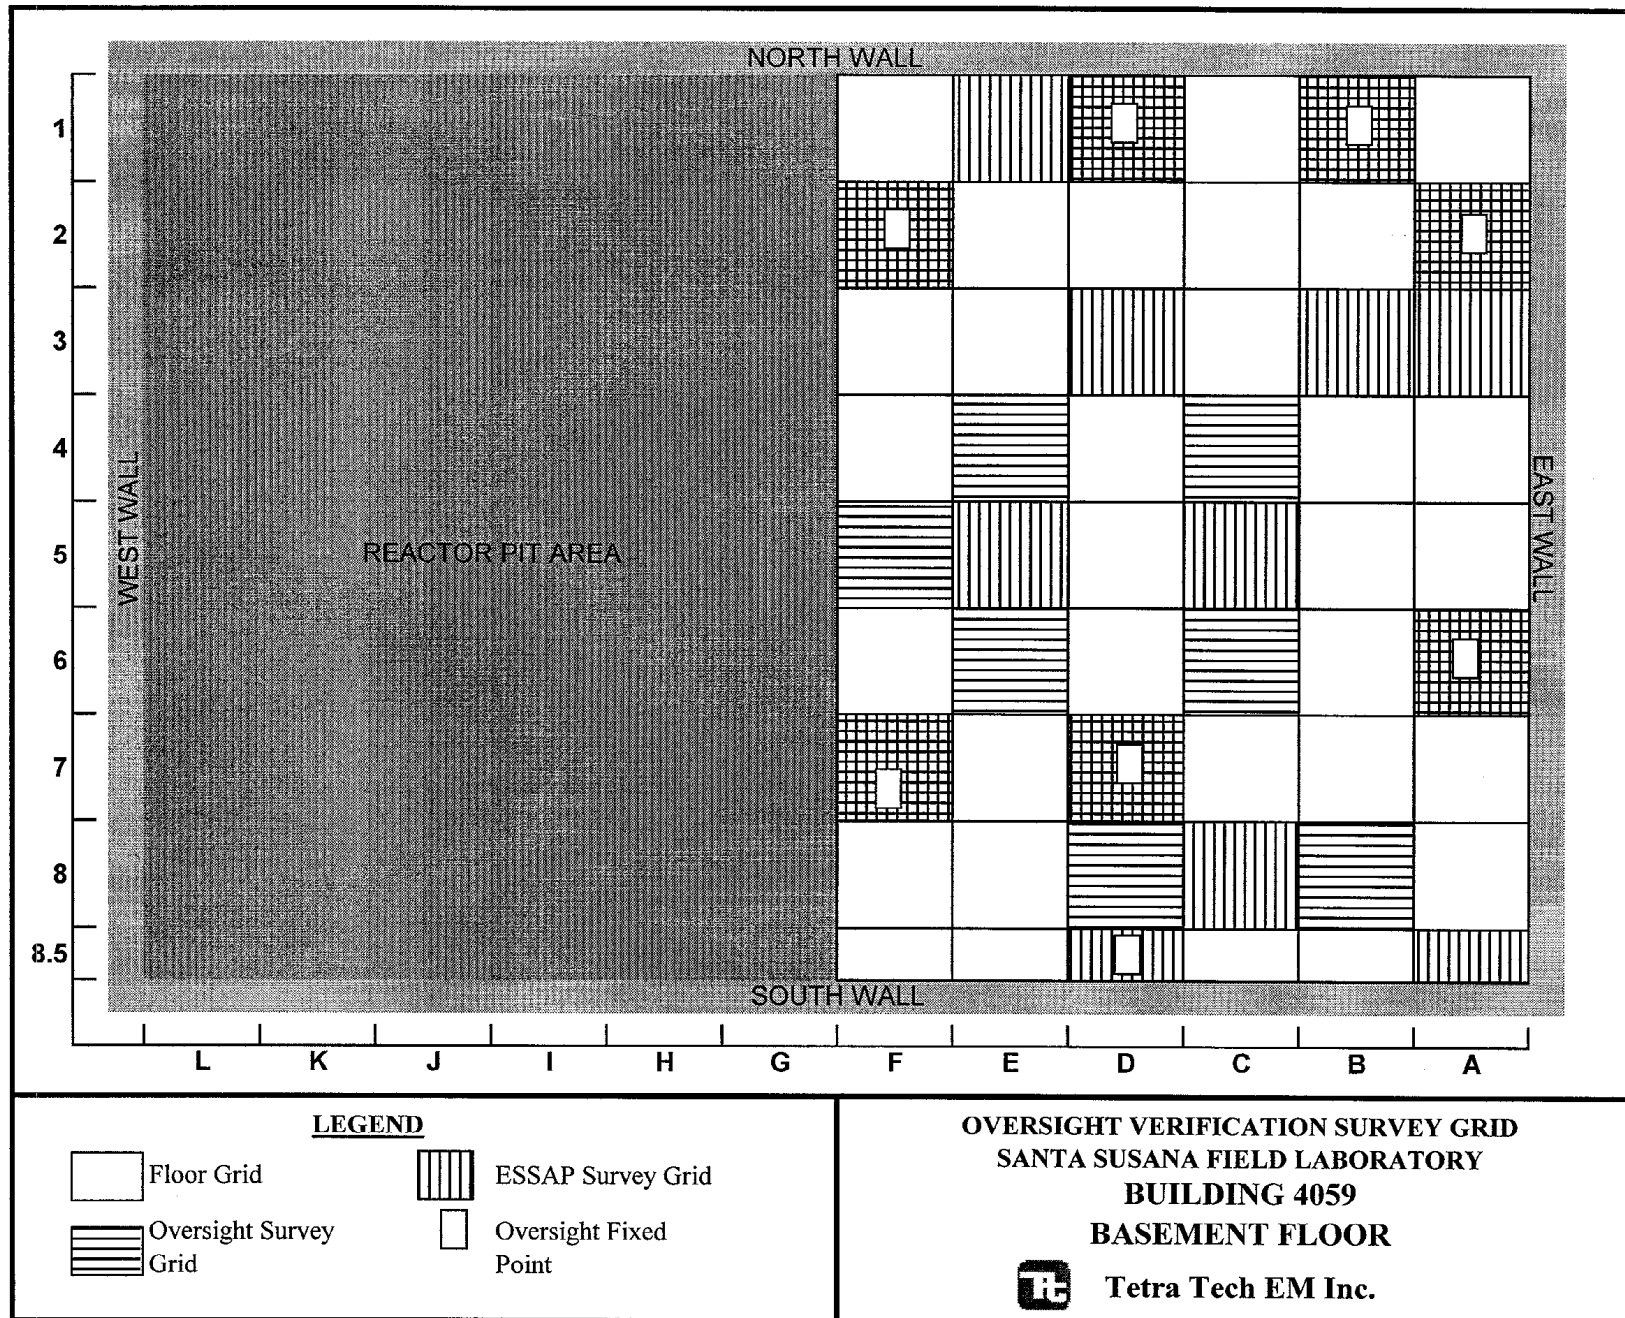 NORTH WALL
1
2
3
4
5
6
7
8
8.5
WEST WALL
REACTOR PIT AREA
EAST WALL
SOUTH WALL
L K J I H G F E D C B A
LEGEND
Floor Grid
ESSAP Survey Grid
Oversight Survey
Grid
Oversight Fixed
Point
OVERSIGHT VERIFICATION SURVEY GRID
SANTA SUSANA FIELD LABORATORY
BUILDING 4059
BASEMENT FLOOR
Tt Tetra Tech EM Inc.